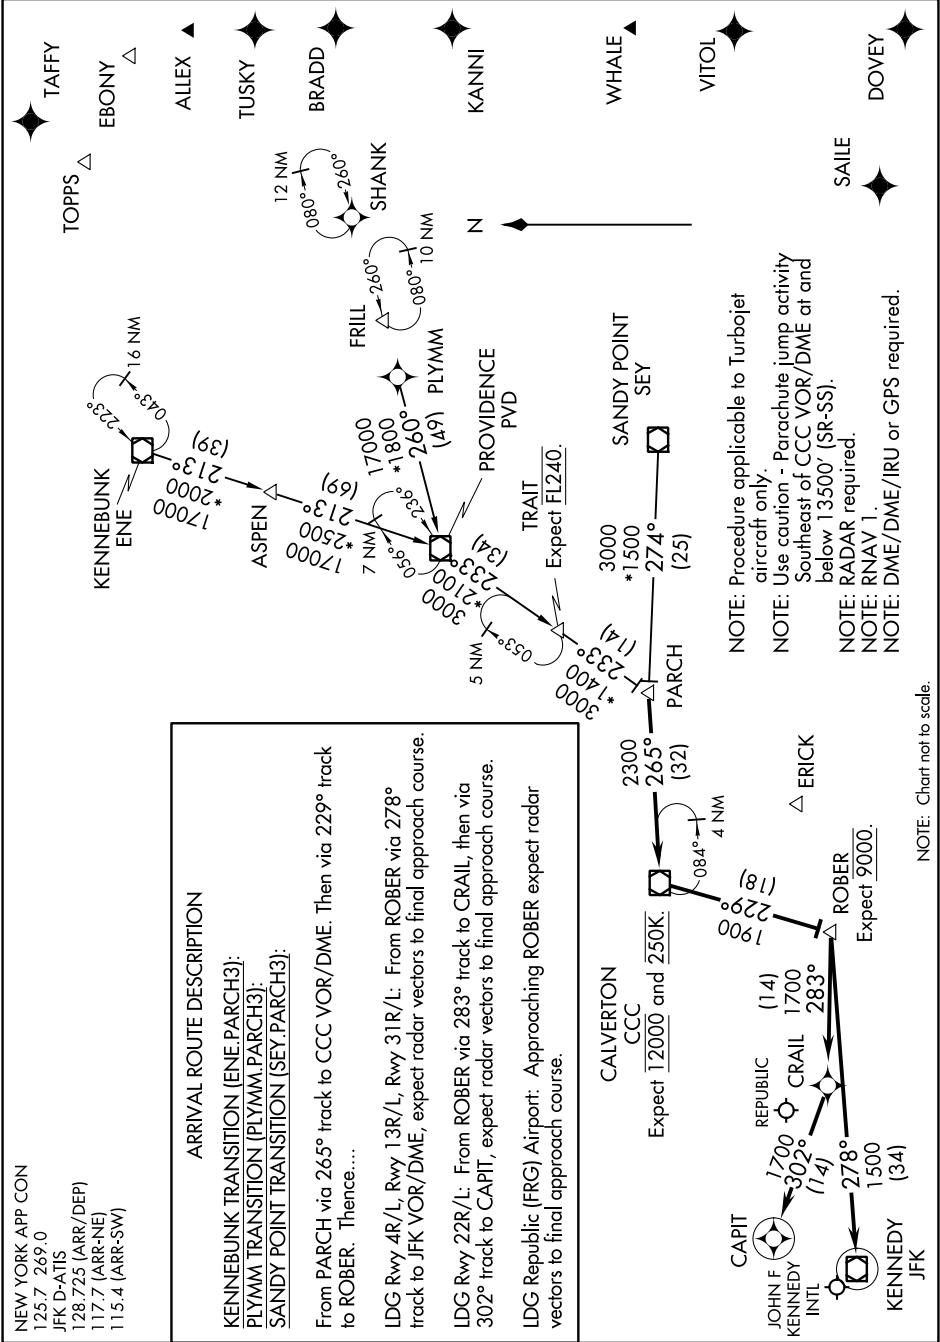 NEW YORK APP CON
125.7 269.0
JFK D-ATIS
128.725 (ARR/DEP)
117.7 (ARR-NE)
115.4 (ARR-SW)
ARRIVAL ROUTE DESCRIPTION
KENNEBUNK TRANSITION (ENE.PARCH3):
PLYMM TRANSITION (PLYMM.PARCH3):
SANDY POINT TRANSITION (SEY.PARCH3):
From PARCH via 265° track to CCC VOR/DME. Then via 229° track
to ROBER. Thence....
LDG Rwy 4R/L, Rwy 13R/L, Rwy 31R/L: From ROBER via 278°
track to JFK VOR/DME, expect radar vectors to final approach course.
LDG Rwy 22R/L: From ROBER via 283° track to CRAIL, then via
302° track to CAPIT, expect radar vectors to final approach course.
LDG Republic (FRG) Airport: Approaching ROBER expect radar
vectors to final approach course.
TOPPS
TAFFY
EBONY
ALLEX
TUSKY
BRADD
KANNI
WHALE
VITOL
DOVEY
SAILE
KENNEBUNK
ENE
223°
043°
16 NM
17000
*2000
213°
(39)
ASPEN
17000
*2500
213°
(69)
12 NM
080°
260°
SHANK
FRILL
260°
080°
10 NM
PLYMM
17000
*1800
260°
(49)
PROVIDENCE
PVD
7 NM
056°
236°
3000
*2100
233°
(34)
TRAIT
Expect FL240.
5 NM
053°
3000
*1400
233°
(14)
N
SANDY POINT
SEY
3000
*1500
274°
(25)
PARCH
2300
265°
(32)
CALVERTON
CCC
Expect 12000 and 250K.
084°
4 NM
1900
229°
(18)
ERICK
ROBER
Expect 9000.
(14)
1700
283°
REPUBLIC
CRAIL
1700
302°
(14)
CAPIT
278°
1500
(34)
JOHN F
KENNEDY
INTL
KENNEDY
JFK
NOTE: Procedure applicable to Turbojet
aircraft only.
NOTE: Use caution - Parachute jump activity
Southeast of CCC VOR/DME at and
below 13500' (SR-SS).
NOTE: RADAR required.
NOTE: RNAV 1.
NOTE: DME/DME/IRU or GPS required.
NOTE: Chart not to scale.